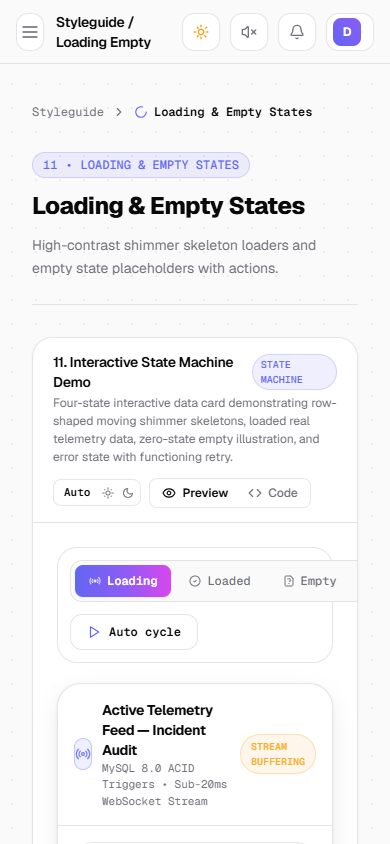 Styleguide /
Loading Empty
D
Styleguide > Loading & Empty States
11 • LOADING & EMPTY STATES
Loading & Empty States
High-contrast shimmer skeleton loaders and
empty state placeholders with actions.
11. Interactive State Machine
Demo
STATE
MACHINE
Four-state interactive data card demonstrating row-
shaped moving shimmer skeletons, loaded real
telemetry data, zero-state empty illustration, and
error state with functioning retry.
Auto
Preview
Code
Loading
Loaded
Empty
Auto cycle
Active Telemetry
Feed — Incident
Audit
STREAM
BUFFERING
MySQL 8.0 ACID
Triggers • Sub-20ms
WebSocket Stream